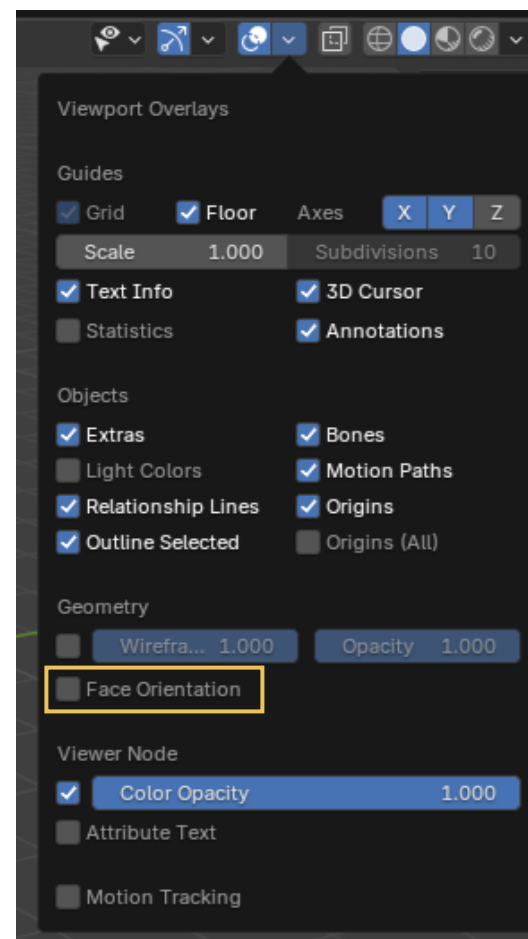 Viewport Overlays
Guides
Grid Floor Axes X Y Z
Scale 1.000 Subdivisions 10
Text Info 3D Cursor
Statistics Annotations
Objects
Extras Bones
Light Colors Motion Paths
Relationship Lines Origins
Outline Selected Origins (All)
Geometry
Wirefra... 1.000 Opacity 1.000
Face Orientation
Viewer Node
Color Opacity 1.000
Attribute Text
Motion Tracking